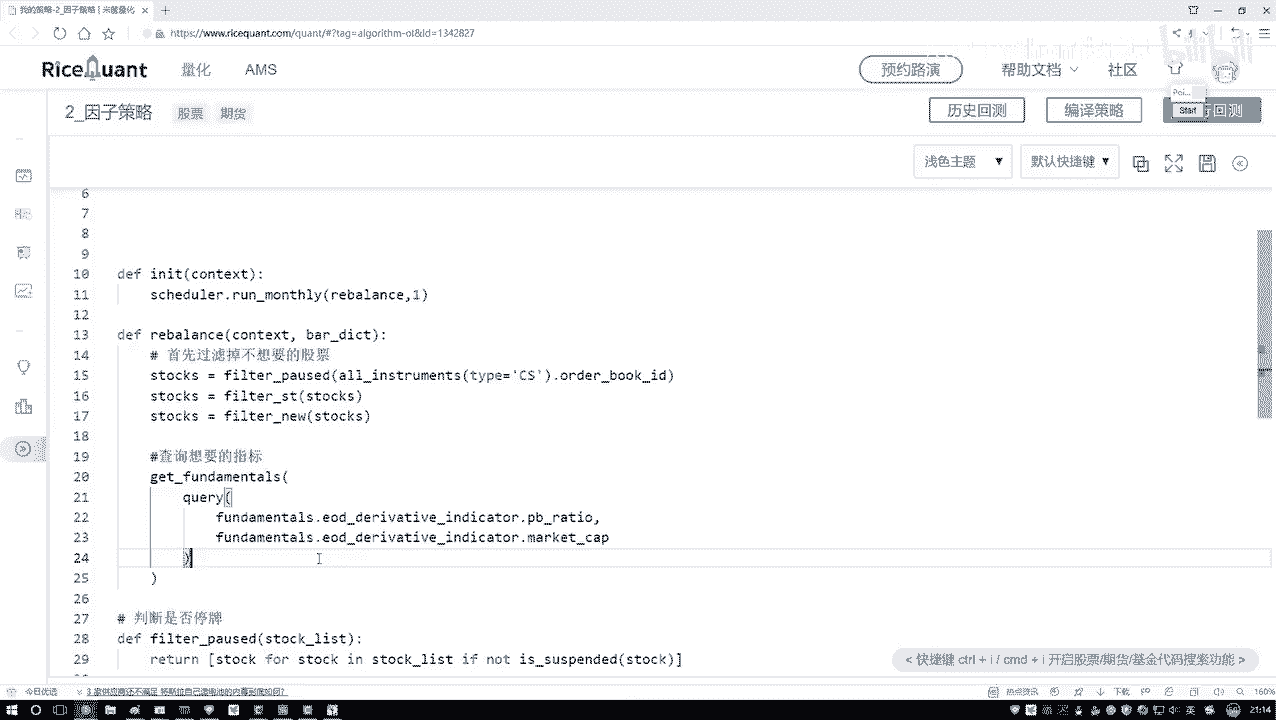 我的策略-2_因子策略 | 米筐量化
https://www.ricequant.com/quant/#?tag=algorithm-ol&id=1342827
RiceQuant 量化 AMS 预约路演 帮助文档 社区
2_因子策略 股票 期货 历史回测 编译策略 回测
Start
浅色主题 默认快捷键
6
7
8
9
10 def init(context):
11 scheduler.run_monthly(rebalance,1)
12
13 def rebalance(context, bar_dict):
14 # 首先过滤掉不想要的股票
15 stocks = filter_paused(all_instruments(type='CS').order_book_id)
16 stocks = filter_st(stocks)
17 stocks = filter_new(stocks)
18
19 #查询想要的指标
20 get_fundamentals(
21 query(
22 fundamentals.eod_derivative_indicator.pb_ratio,
23 fundamentals.eod_derivative_indicator.market_cap
24 )
25 )
26
27 # 判断是否停牌
28 def filter_paused(stock_list):
29 return [stock for stock in stock_list if not is_suspended(stock)]
< 快捷键 ctrl + i / cmd + i 开启股票/期货/基金代码搜索功能 >
今日优选 热点资讯 下载 160%
21:14